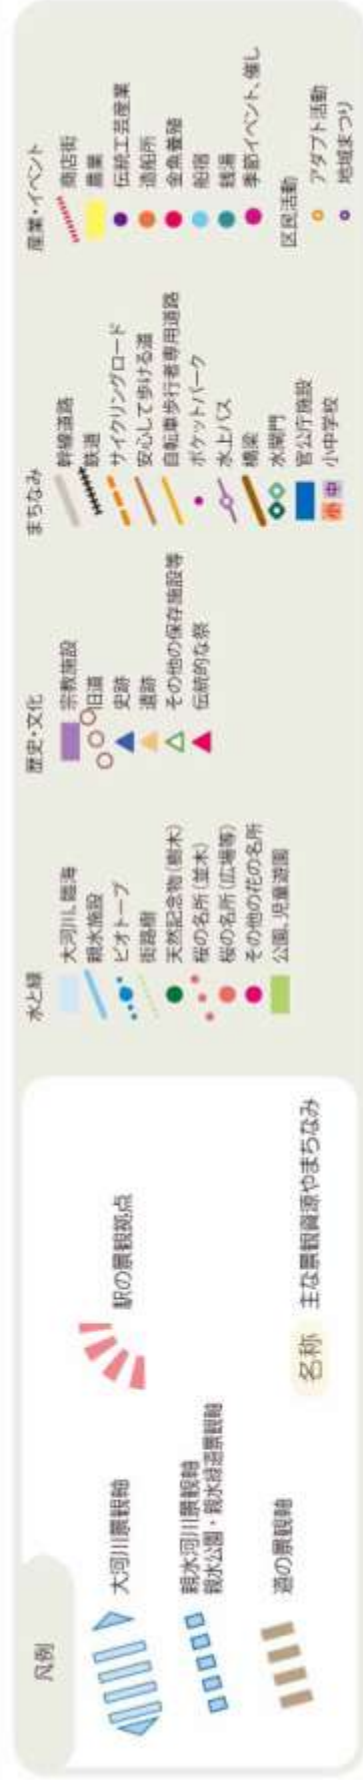 凡例
大河川景観軸
親水河川景観軸
親水公園・親水緑道景観軸
道の景観軸
駅の景観拠点
名称 主な景観資源やまちなみ
水と緑
大河川、臨海
親水施設
ビオトープ
街路樹
天然記念物(樹木)
桜の名所(並木)
桜の名所(広場等)
その他の花の名所
公園、児童遊園
歴史・文化
宗教施設
旧道
史跡
遺跡
その他の保存施設等
伝統的な祭
まちなみ
幹線道路
鉄道
サイクリングロード
安心して歩ける道
自転車歩行者専用道路
ポケットパーク
水上バス
橋梁
水閘門
官公庁施設
小 中 小中学校
産業・イベント
商店街
農業
伝統工芸産業
造船所
金魚養殖
船宿
銭湯
季節イベント、催し
区民活動
アダプト活動
地域まつり